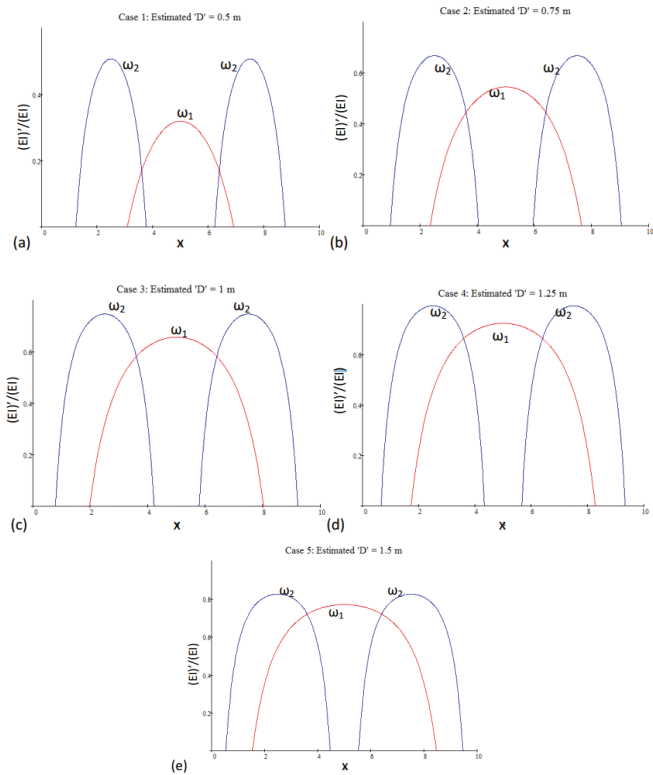 Case 1: Estimated 'D' = 0.5 m
ω2 ω2
ω1
(EI)'/(EI)
0.4
0.2
0 2 4 6 8 10
(a) x
Case 2: Estimated 'D' = 0.75 m
ω2 ω2
ω1
(EI)'/(EI)
0.6
0.4
0.2
0 2 4 6 8 10
(b) x
Case 3: Estimated 'D' = 1 m
ω2 ω2
ω1
(EI)'/(EI)
0.6
0.4
0.2
0 2 4 6 8 10
(c) x
Case 4: Estimated 'D' = 1.25 m
ω2 ω2
ω1
(EI)'/(EI)
0.6
0.4
0.2
0 2 4 6 8 10
(d) x
Case 5: Estimated 'D' = 1.5 m
ω2 ω2
ω1
(EI)'/(EI)
0.8
0.6
0.4
0.2
0 2 4 6 8 10
(e) x